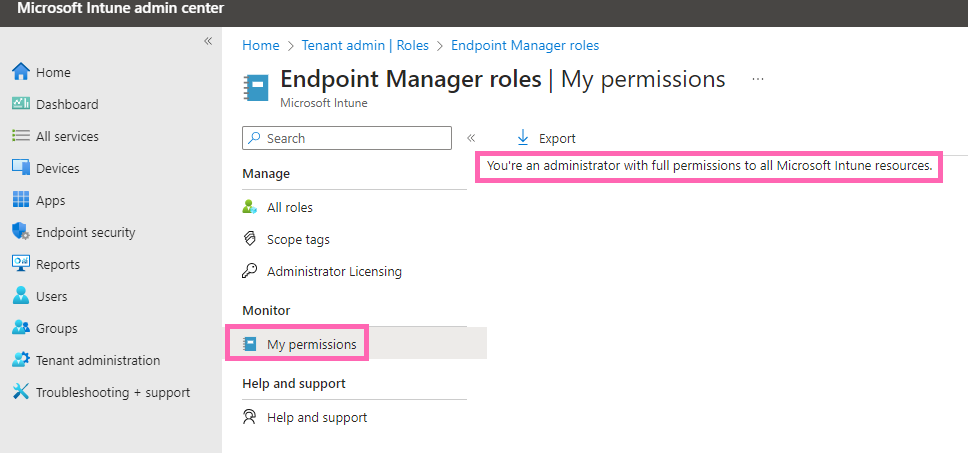 Microsoft Intune admin center
«
Home
Dashboard
All services
Devices
Apps
Endpoint security
Reports
Users
Groups
Tenant administration
Troubleshooting + support
Home > Tenant admin | Roles > Endpoint Manager roles
Endpoint Manager roles | My permissions ...
Microsoft Intune
Search «
Manage
All roles
Scope tags
Administrator Licensing
Monitor
My permissions
Help and support
Help and support
Export
You're an administrator with full permissions to all Microsoft Intune resources.